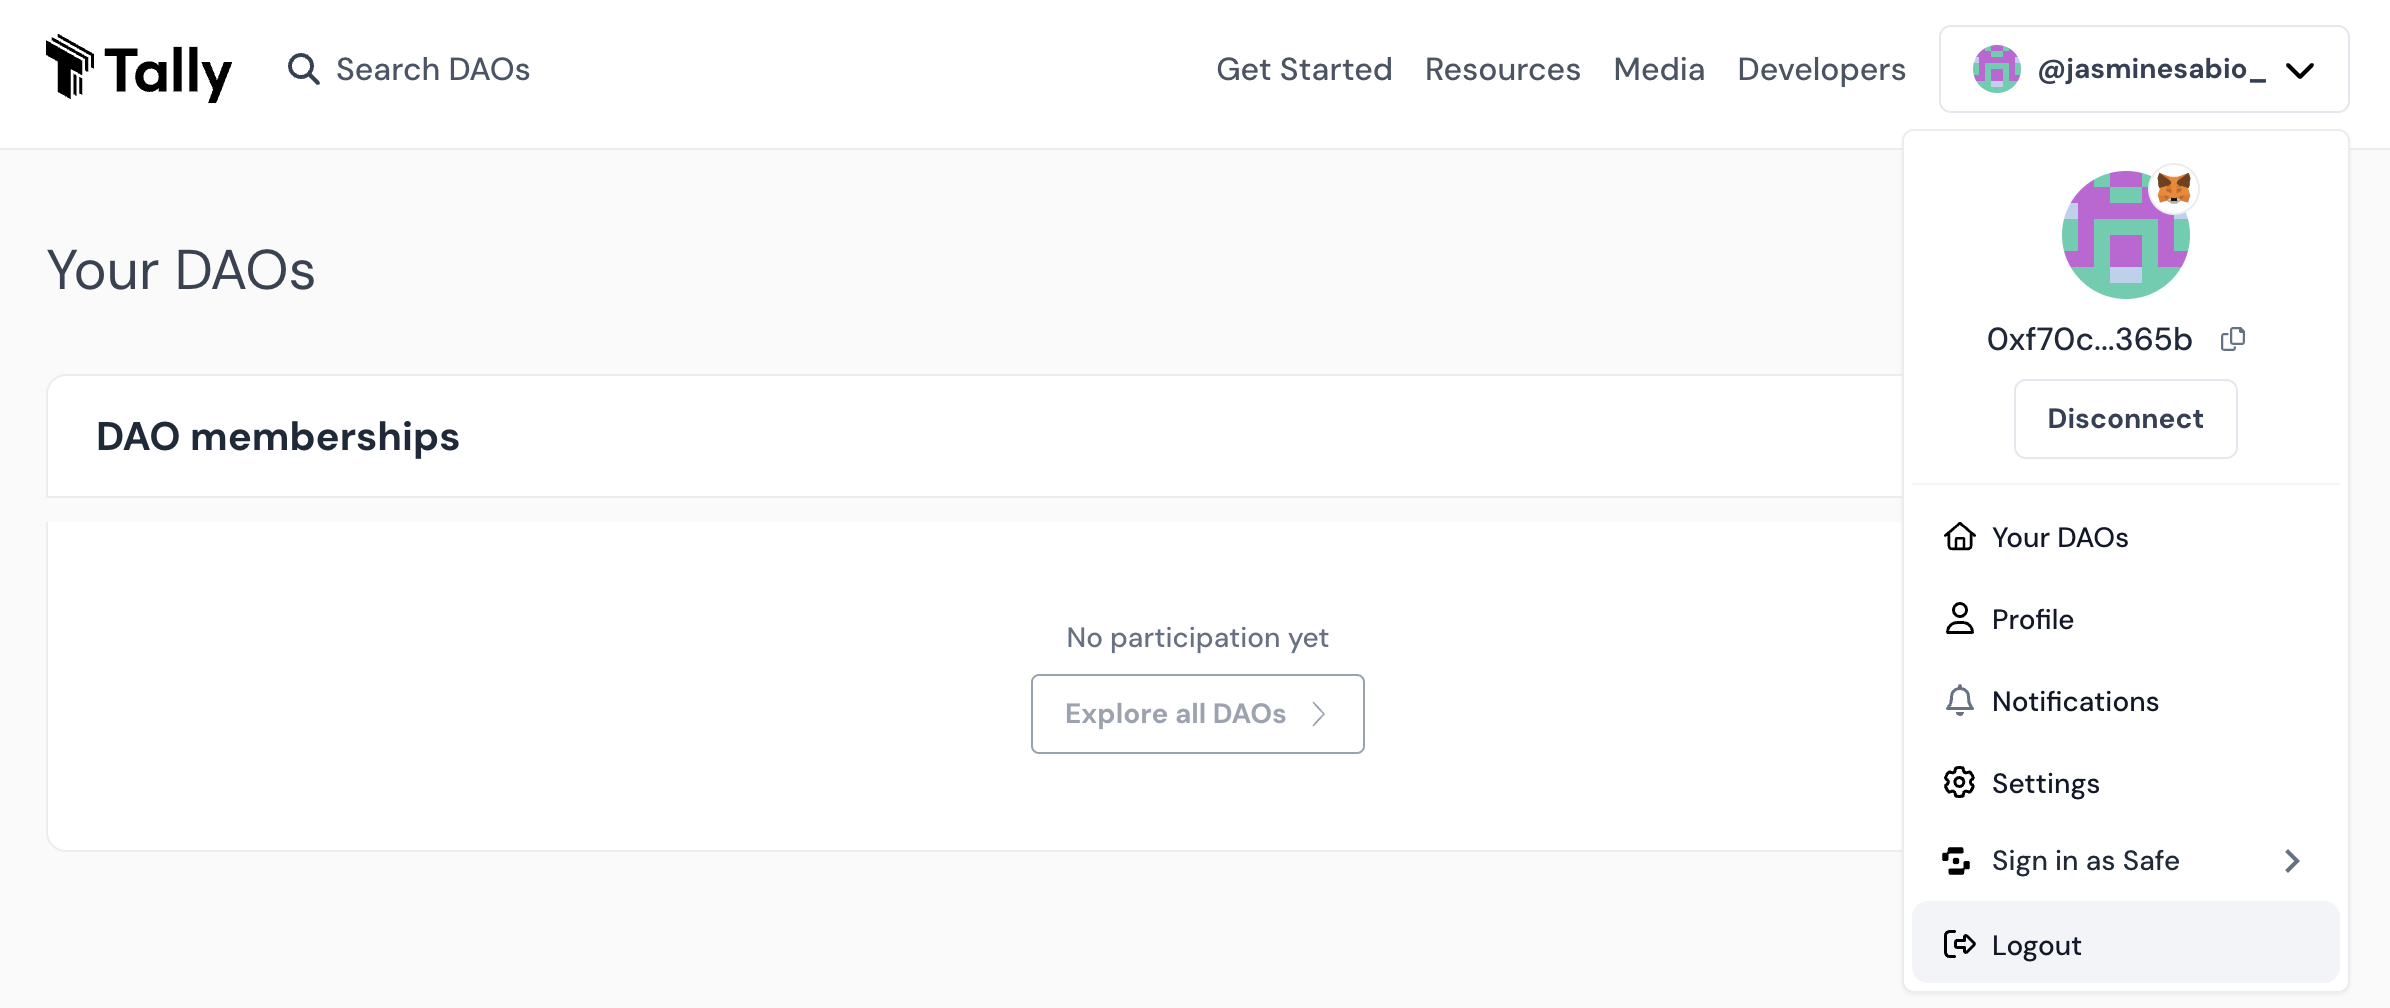 Tally
Search DAOs
Get Started
Resources
Media
Developers
@jasminesabio_
Your DAOs
DAO memberships
No participation yet
Explore all DAOs
0xf70c...365b
Disconnect
Your DAOs
Profile
Notifications
Settings
Sign in as Safe
Logout